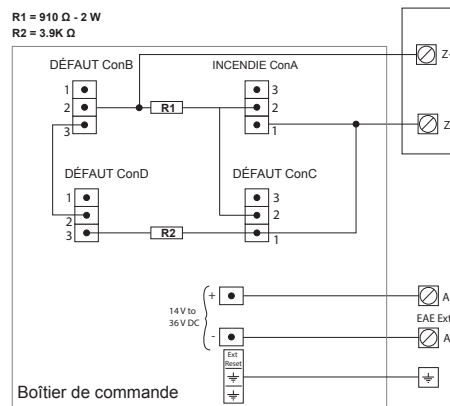 R1 = 910 Ω - 2 W
R2 = 3.9K Ω
DÉFAUT ConB
INCENDIE ConA
1
2
3
R1
3
2
1
Z-
Z
DÉFAUT ConD
DÉFAUT ConC
1
2
3
R2
3
2
1
14 V to
36 V DC
+
-
A
EAE Ext
A
Ext
Reset
Boîtier de commande